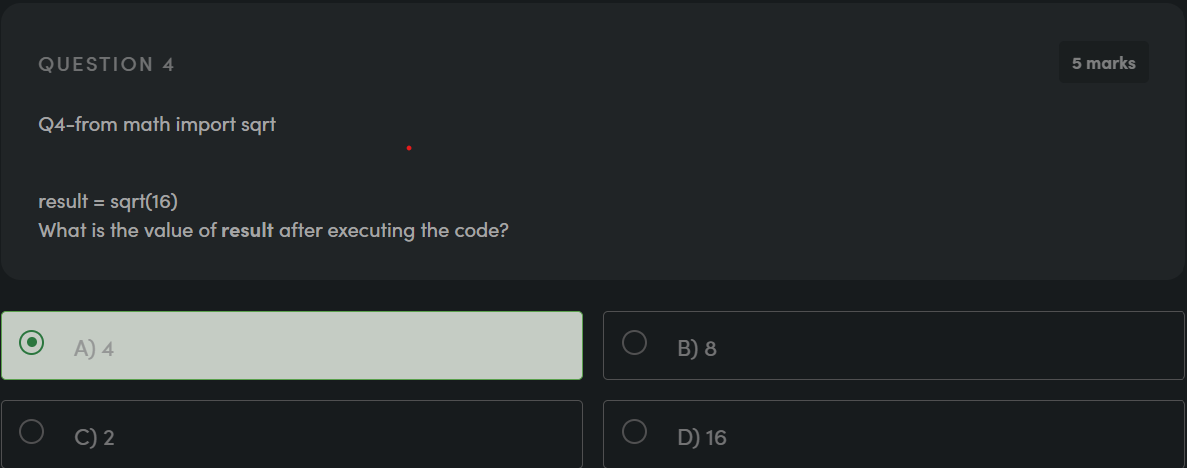 QUESTION 4
5 marks
Q4-from math import sqrt
result = sqrt(16)
What is the value of result after executing the code?
A) 4
B) 8
C) 2
D) 16